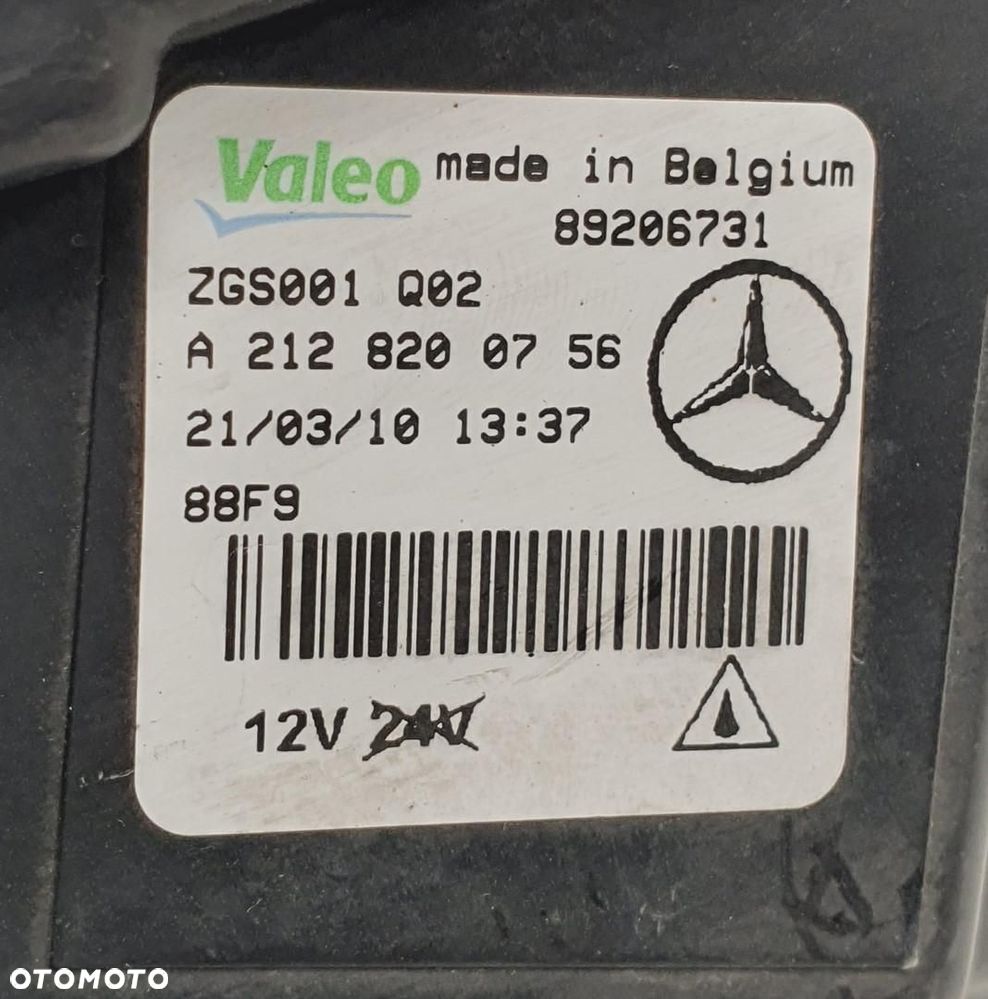 Valeo made in Belgium
89206731
ZGS001 Q02
A 212 820 07 56
21/03/10 13:37
88F9
12V 24V
OTOMOTO